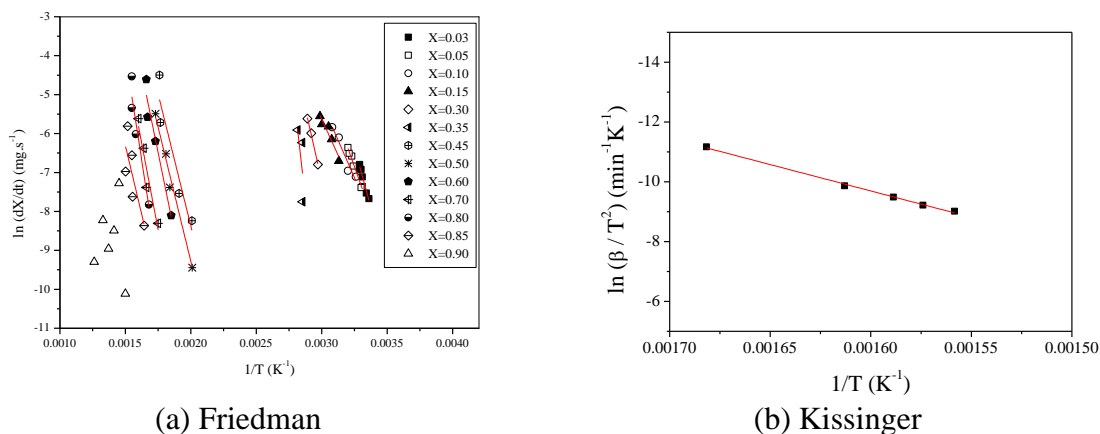 -3
-4
-5
-6
-7
-8
-9
-10
-11
ln (dX/dt) (mg.s⁻¹)
0.0010 0.0015 0.0020 0.0025 0.0030 0.0035 0.0040
1/T (K⁻¹)
X=0.03
X=0.05
X=0.10
X=0.15
X=0.30
X=0.35
X=0.45
X=0.50
X=0.60
X=0.70
X=0.80
X=0.85
X=0.90
(a) Friedman
-14
-12
-10
-8
-6
ln (β / T²) (min⁻¹K⁻¹)
0.00170 0.00165 0.00160 0.00155 0.00150
1/T (K⁻¹)
(b) Kissinger